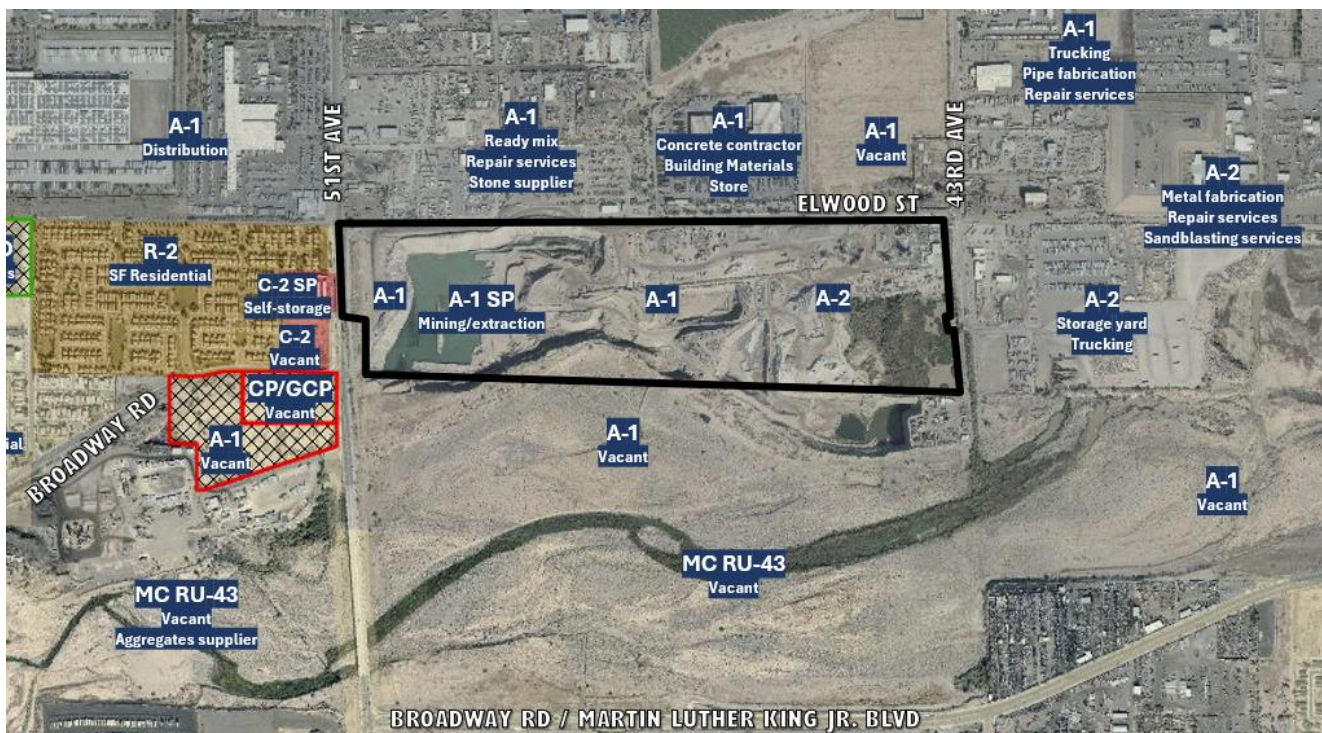 A-1
Trucking
Pipe fabrication
Repair services
A-1
Distribution
51ST AVE
A-1
Ready mix
Repair services
Stone supplier
A-1
Concrete contractor
Building Materials
Store
A-1
Vacant
43RD AVE
A-2
Metal fabrication
Repair services
Sandblasting services
ELWOOD ST
R-2
SF Residential
C-2 SP
Self-storage
C-2
Vacant
A-1
A-1 SP
Mining/extraction
A-1
A-2
A-2
Storage yard
Trucking
CP/GCP
Vacant
A-1
Vacant
BROADWAY RD
A-1
Vacant
A-1
Vacant
MC RU-43
Vacant
MC RU-43
Vacant
Aggregates supplier
BROADWAY RD / MARTIN LUTHER KING JR. BLVD